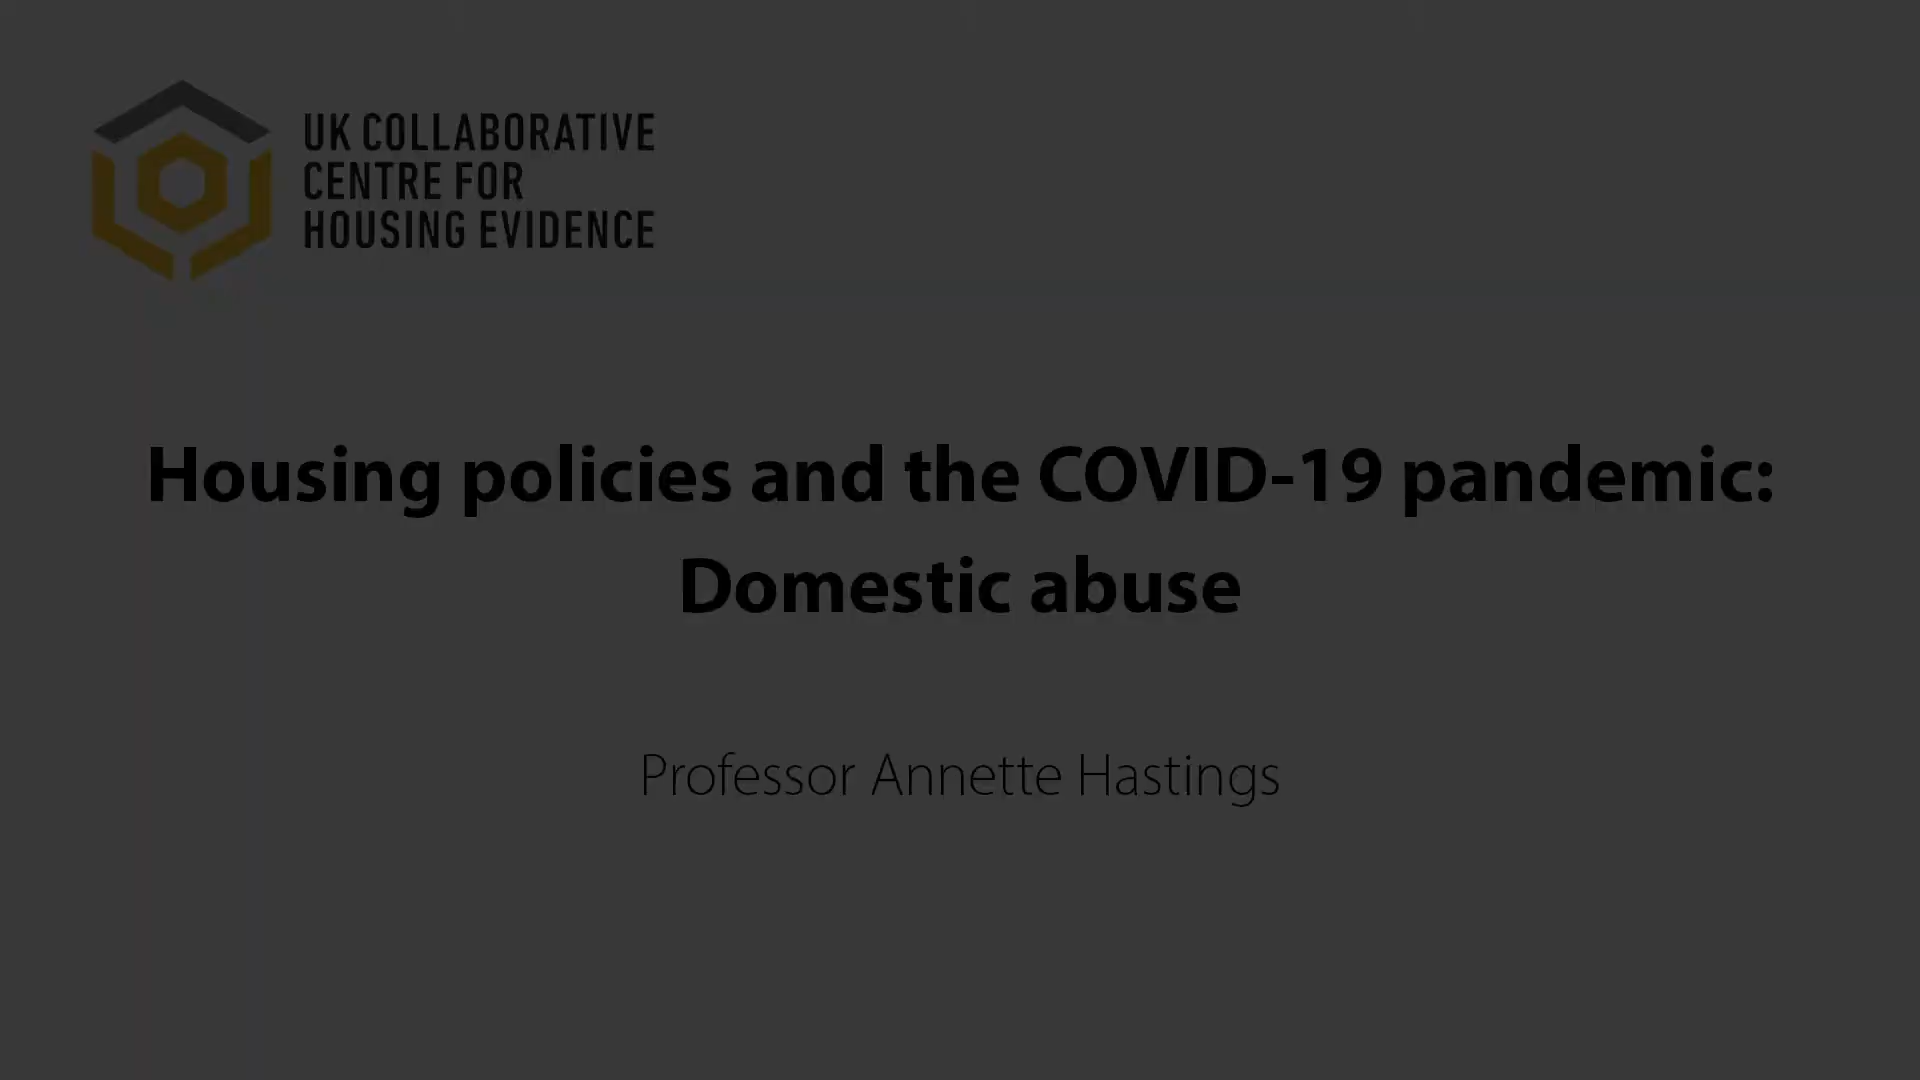 UK COLLABORATIVE
CENTRE FOR
HOUSING EVIDENCE
Housing policies and the COVID-19 pandemic:
Domestic abuse
Professor Annette Hastings